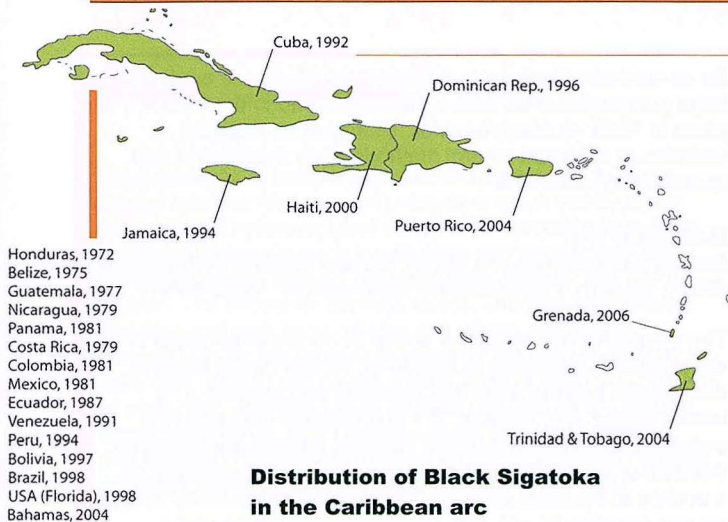 Cuba, 1992
Dominican Rep., 1996
Haiti, 2000
Puerto Rico, 2004
Jamaica, 1994
Honduras, 1972
Belize, 1975
Guatemala, 1977
Nicaragua, 1979
Panama, 1981
Costa Rica, 1979
Colombia, 1981
Mexico, 1981
Ecuador, 1987
Venezuela, 1991
Peru, 1994
Bolivia, 1997
Brazil, 1998
USA (Florida), 1998
Bahamas, 2004
Grenada, 2006
Trinidad & Tobago, 2004
Distribution of Black Sigatoka
in the Caribbean arc